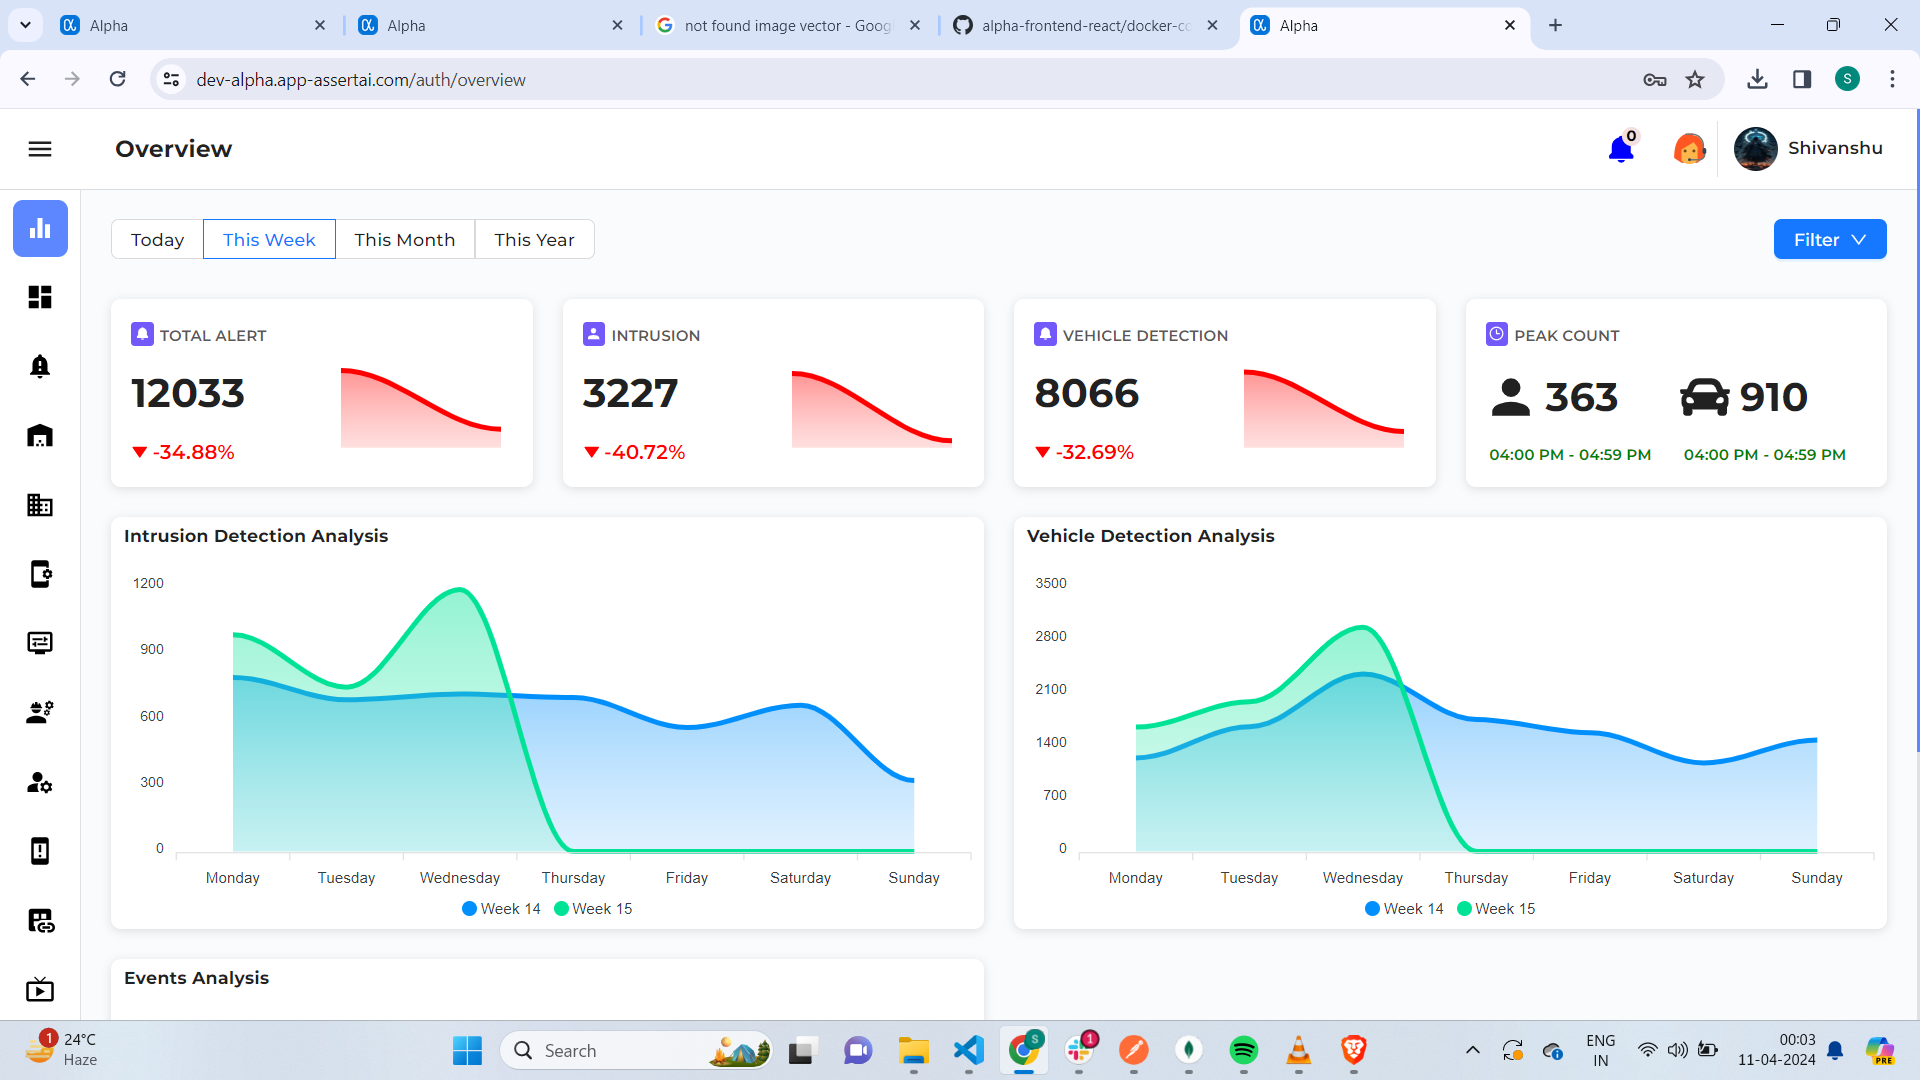 Alpha
Alpha
not found image vector - Goog
alpha-frontend-react/docker-co
Alpha
dev-alpha.app-assertai.com/auth/overview
S
Overview
0
Shivanshu
Today
This Week
This Month
This Year
Filter
TOTAL ALERT
12033
-34.88%
INTRUSION
3227
-40.72%
VEHICLE DETECTION
8066
-32.69%
PEAK COUNT
363
910
04:00 PM - 04:59 PM
04:00 PM - 04:59 PM
Intrusion Detection Analysis
1200
900
600
300
0
Monday Tuesday Wednesday Thursday Friday Saturday Sunday
Week 14 Week 15
Vehicle Detection Analysis
3500
2800
2100
1400
700
0
Monday Tuesday Wednesday Thursday Friday Saturday Sunday
Week 14 Week 15
Events Analysis
1
24°C
Haze
Search
S
1
ENG
IN
00:03
11-04-2024
PRE